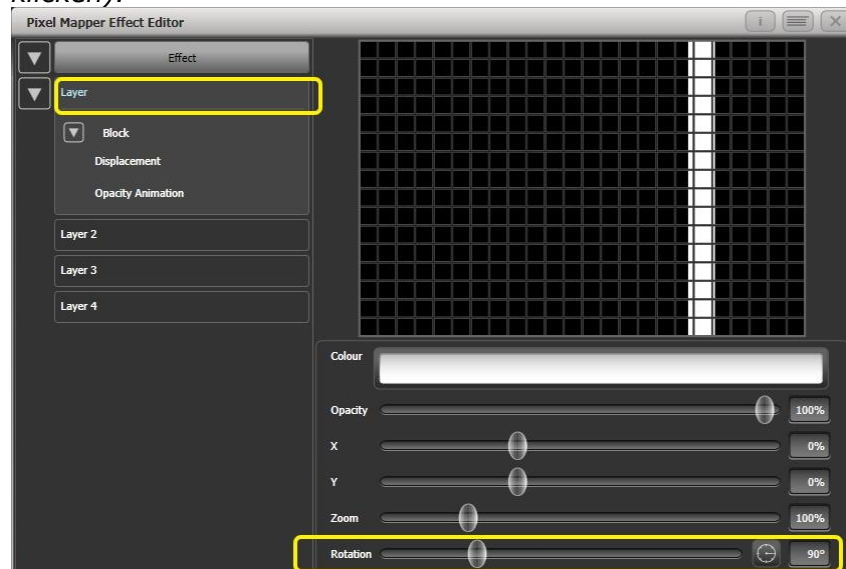 klicken).
Pixel Mapper Effect Editor
i
Effect
Layer
Block
Displacement
Opacity Animation
Layer 2
Layer 3
Layer 4
Colour
Opacity 100%
X 0%
Y 0%
Zoom 100%
Rotation 90°